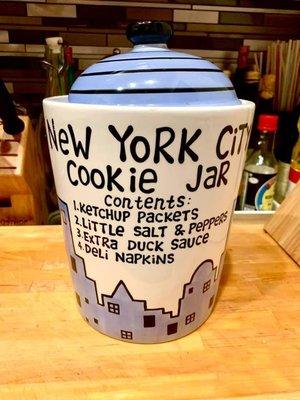 NEW YORK CITY
COOKIE JAR
Contents:
1.KETCHUP PACKETS
2.LITTLE SALT & PEPPERS
3.EXTRA DUCK SAUCE
4.DELI NAPKINS